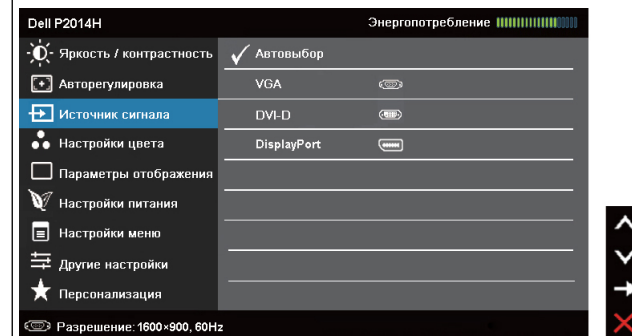 Dell P2014H
Энергопотребление
Яркость / контрастность
Автовыбор
Авторегулировка
VGA
Источник сигнала
DVI-D
Настройки цвета
DisplayPort
Параметры отображения
Настройки питания
Настройки меню
Другие настройки
Персонализация
Разрешение: 1600×900, 60Hz